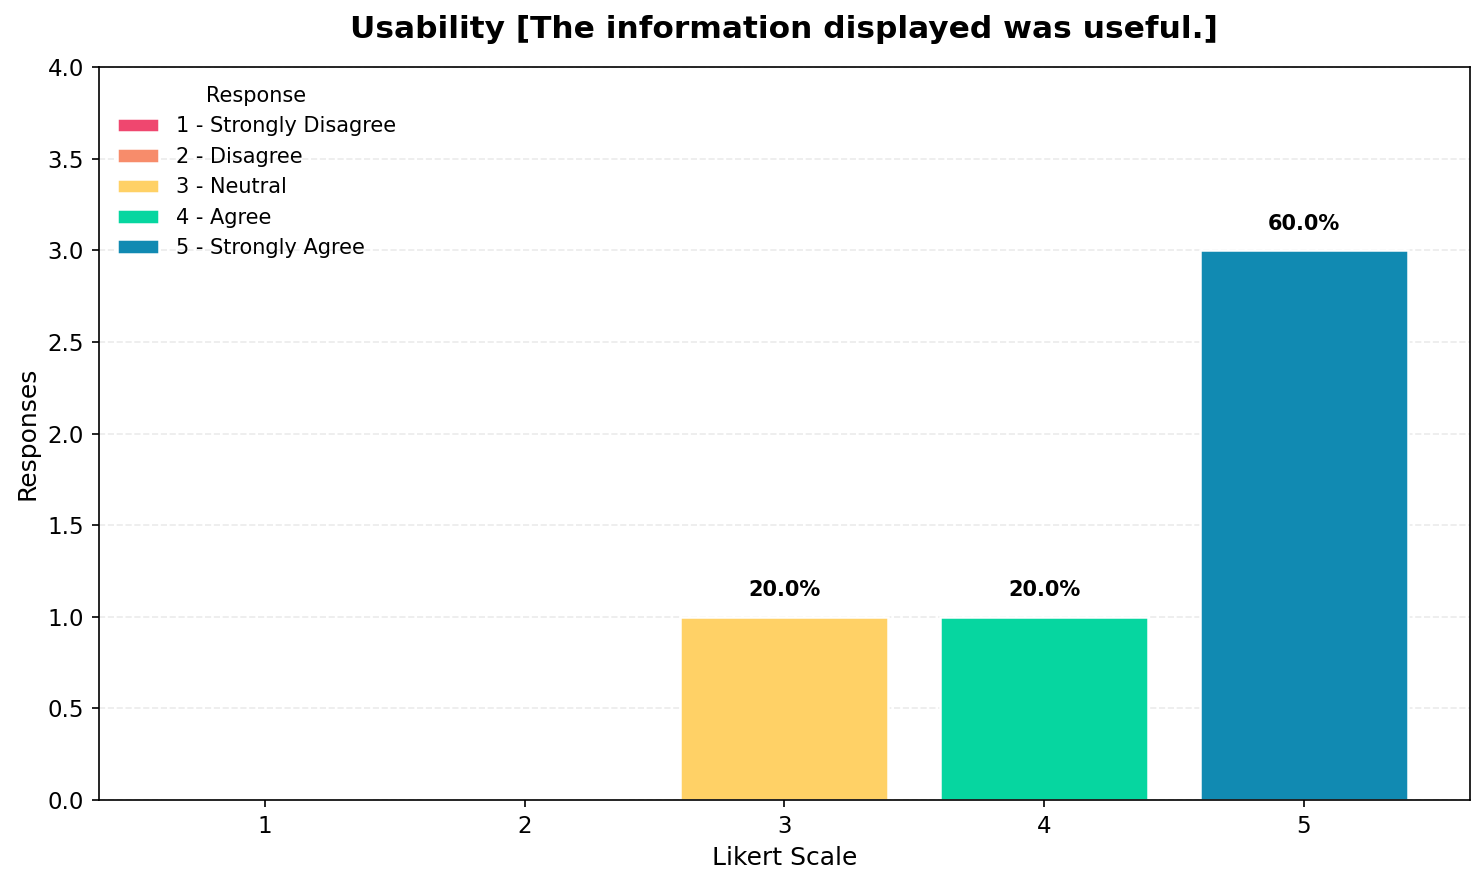 Usability [The information displayed was useful.]
4.0
3.5
3.0
2.5
2.0
1.5
1.0
0.5
0.0
Responses
Response
1 - Strongly Disagree
2 - Disagree
3 - Neutral
4 - Agree
5 - Strongly Agree
20.0%
20.0%
60.0%
1
2
3
4
5
Likert Scale